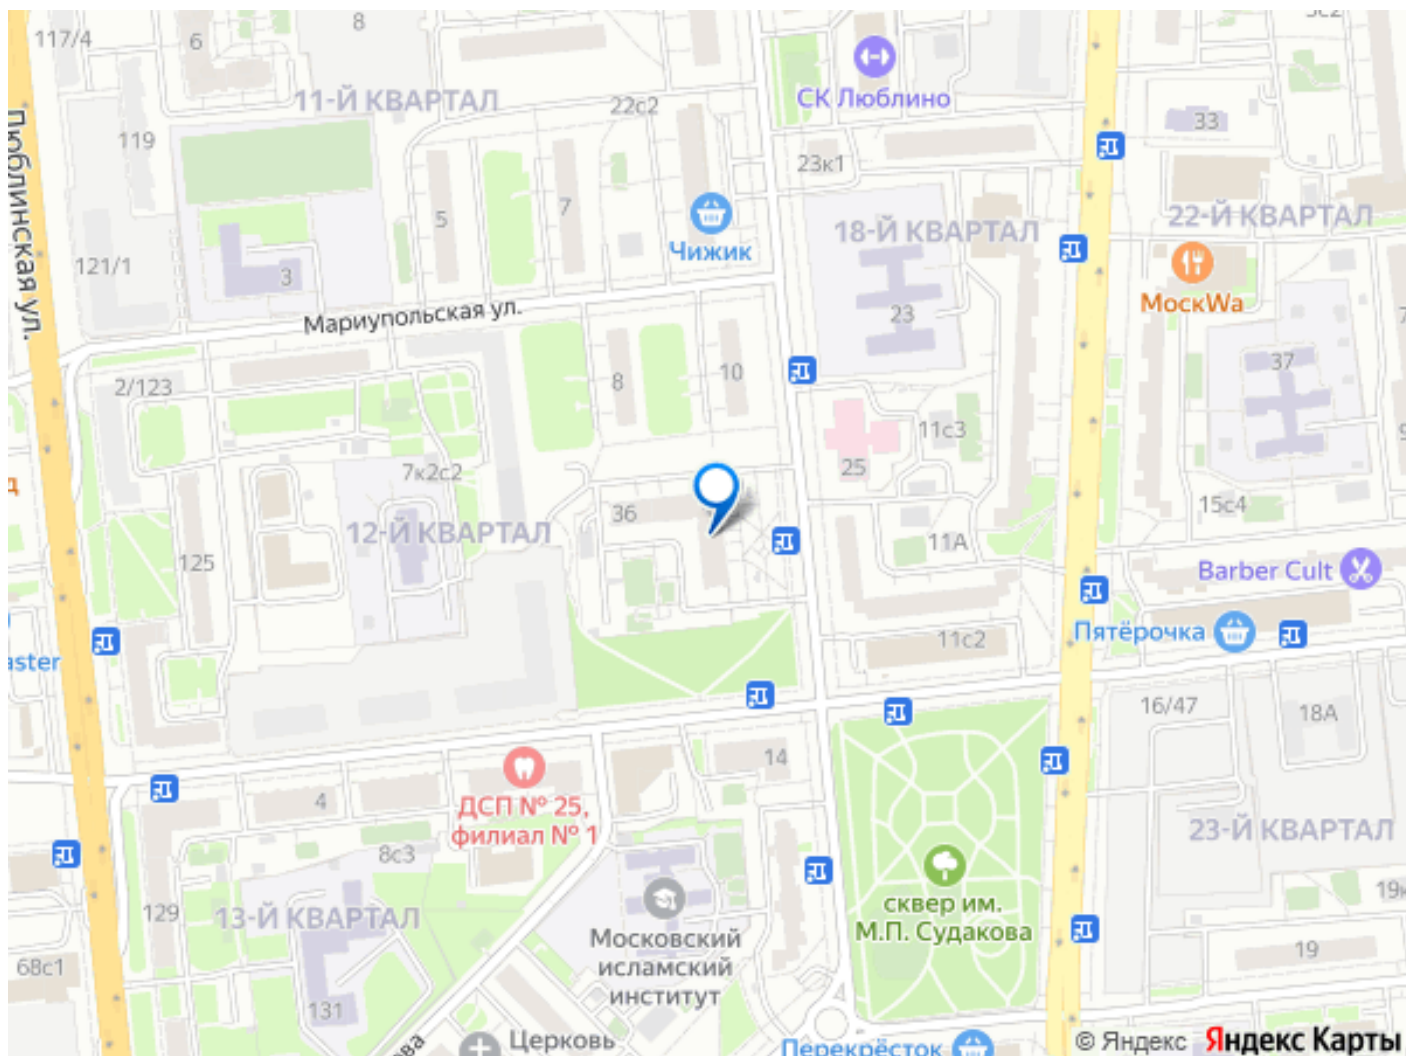 117/4
6
8
СК Люблино
11-Й КВАРТАЛ
22с2
33
119
23к1
5
7
18-Й КВАРТАЛ
22-Й КВАРТАЛ
Люблинская ул.
Чижик
121/1
3
МоскWa
Мариупольская ул.
23
37
2/123
8
10
7к2с2
25
11с3
15с4
36
12-Й КВАРТАЛ
11А
125
Barber Cult
Пятёрочка
11с2
aster
16/47
18А
14
4
ДСП № 25,
филиал № 1
8с3
23-Й КВАРТАЛ
129
13-Й КВАРТАЛ
сквер им.
М.П. Судакова
Московский
исламский
институт
19
68с1
131
Церковь
Перекрёсток
© Яндекс Яндекс Карты